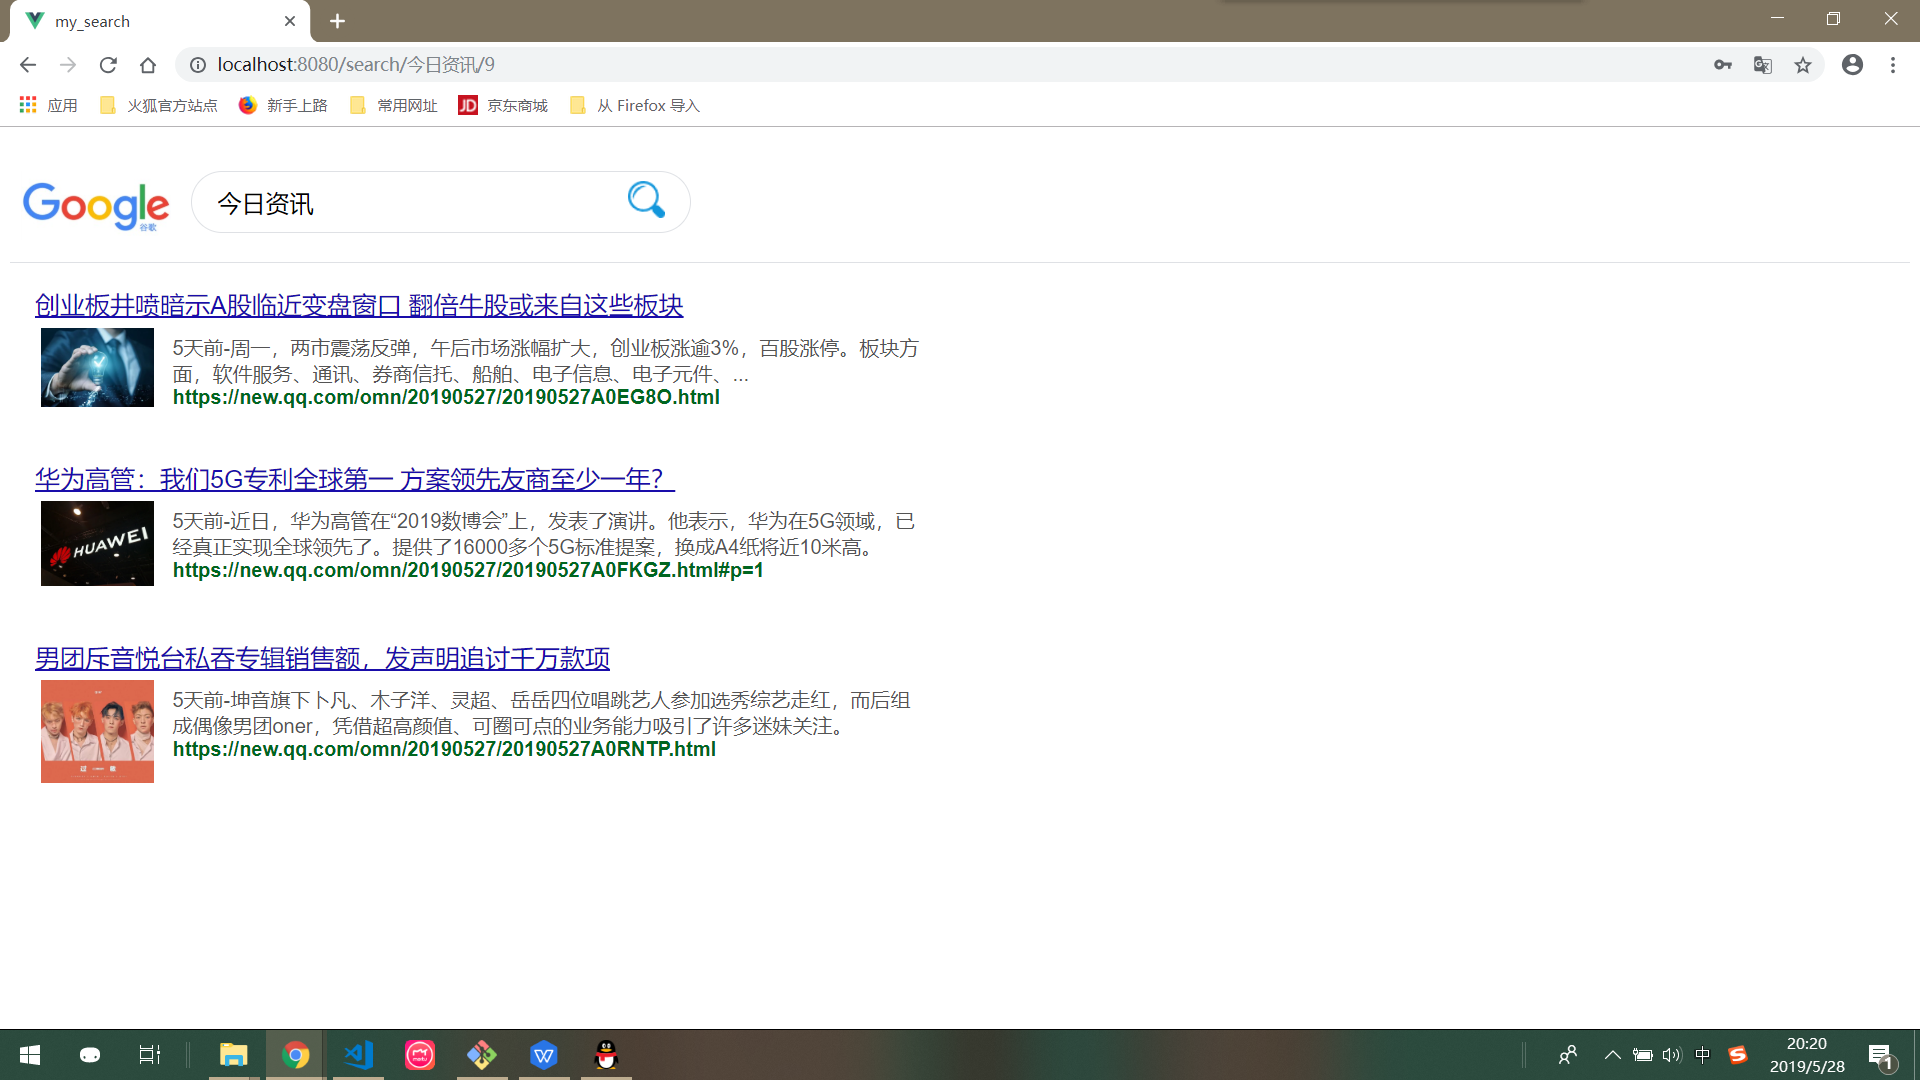 my_search
localhost:8080/search/今日资讯/9
应用
火狐官方站点
新手上路
常用网址
JD 京东商城
从 Firefox 导入
Google
谷歌
今日资讯
创业板井喷暗示A股临近变盘窗口 翻倍牛股或来自这些板块
5天前-周一，两市震荡反弹，午后市场涨幅扩大，创业板涨逾3%，百股涨停。板块方
面，软件服务、通讯、券商信托、船舶、电子信息、电子元件、...
https://new.qq.com/omn/20190527/20190527A0EG8O.html
华为高管：我们5G专利全球第一 方案领先友商至少一年？
HUAWEI
5天前-近日，华为高管在“2019数博会”上，发表了演讲。他表示，华为在5G领域，已
经真正实现全球领先了。提供了16000多个5G标准提案，换成A4纸将近10米高。
https://new.qq.com/omn/20190527/20190527A0FKGZ.html#p=1
男团斥音悦台私吞专辑销售额，发声明追讨千万款项
5天前-坤音旗下卜凡、木子洋、灵超、岳岳四位唱跳艺人参加选秀综艺走红，而后组
成偶像男团oner，凭借超高颜值、可圈可点的业务能力吸引了许多迷妹关注。
https://new.qq.com/omn/20190527/20190527A0RNTP.html
中
20:20
2019/5/28
1